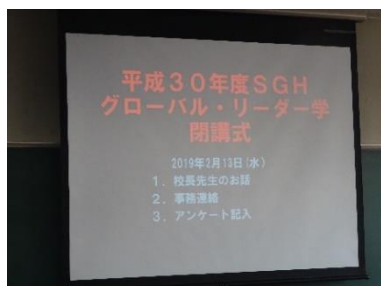 平成30年度SGH
グローバル・リーダー学
閉講式
2019年2月13日(水)
1. 校長先生のお話
2. 事務連絡
3. アンケート記入